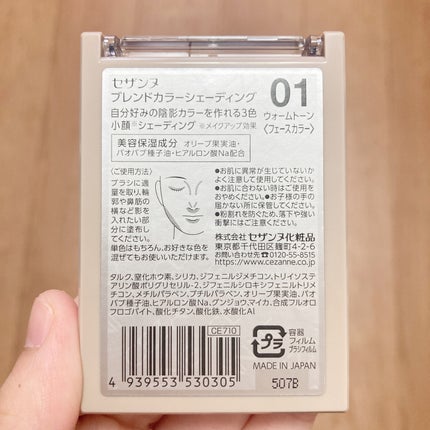 セザンヌ
ブレンドカラーシェーディング
自分好みの陰影カラーを作れる3色
小顔※シェーディング ※メイクアップ効果
01
ウォームトーン
〈フェースカラー〉
美容保湿成分 オリーブ果実油・
バオバブ種子油・ヒアルロン酸Na配合
〈ご使用方法〉
ブラシに適
量を取り、輪
郭や鼻筋の
横など影を
入れたい部
分に塗布し
てください。
単色はもちろん、お好きな色を
混ぜてもお使いいただけます。
●お肌に異常が生じていないか
よく注意して使用してください。
●お肌に合わない時はご使用を
おやめください。●お子様の手の
届かない所に保管してください。
●粉割れを防ぐため、落下や強い
衝撃にはご注意ください。
株式会社 セザンヌ化粧品
東京都千代田区麹町4-2-6
お問い合わせ 0120-55-8515
https://www.cezanne.co.jp
タルク、窒化ホウ素、シリカ、ジフェニルジメチコン、トリイソステ
アリン酸ポリグリセリル-2、ジフェニルシロキシフェニルトリメ
チコン、メチルパラベン、ブチルパラベン、オリーブ果実油、バオ
バブ種子油、ヒアルロン酸Na、グンジョウ、マイカ、合成フルオロ
フロゴパイト、酸化チタン、酸化鉄、水酸化Al
CE710
4 939553 530305
プラ
容器
フィルム
ブラシフィルム
MADE IN JAPAN
507B